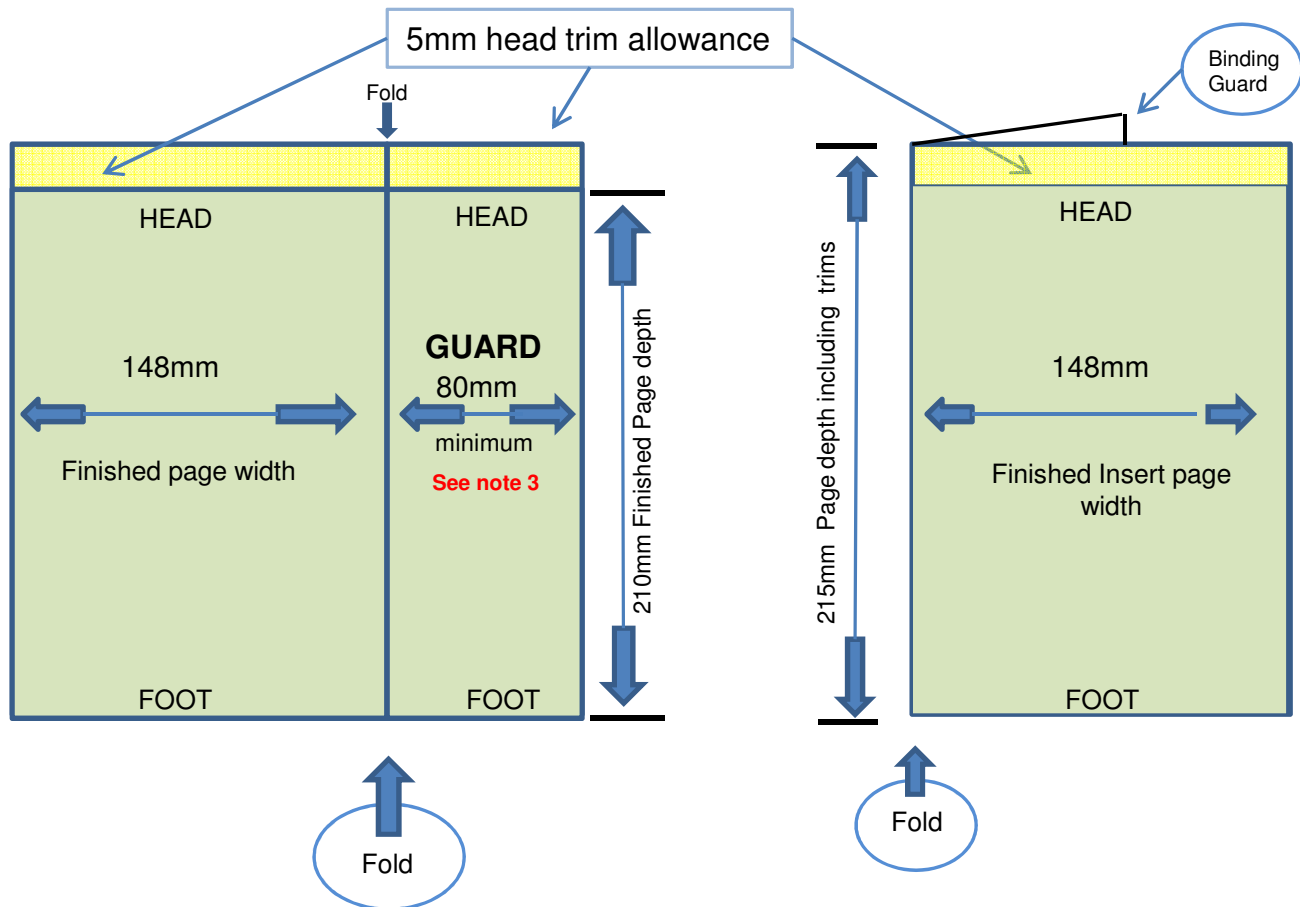 5mm head trim allowance
Binding
Guard
Fold
HEAD
HEAD
HEAD
148mm
GUARD
80mm
minimum
See note 3
Finished page width
210mm Finished Page depth
215mm Page depth including trims
148mm
Finished Insert page
width
FOOT
FOOT
FOOT
Fold
Fold